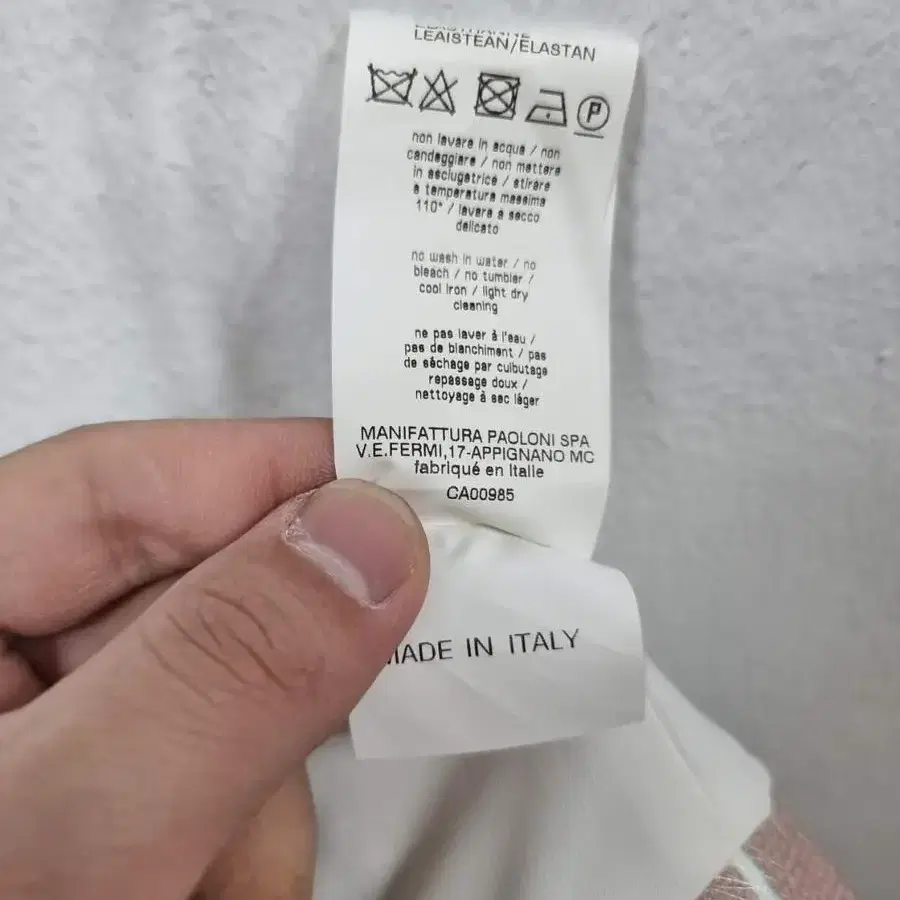 LEAISTEAN/ELASTAN
P
non lavare in acqua / non
candeggiare / non mettere
in asciugatrice / stirare
a temperatura massima
110° / lavare a secco
delicato
no wash in water / no
bleach / no tumbler /
cool iron / light dry
cleaning
ne pas laver à l'eau /
pas de blanchiment / pas
de séchage par culbutage
repassage doux /
nettoyage à sec léger
MANIFATTURA PAOLONI SPA
V.E.FERMI,17-APPIGNANO MC
fabriqué en Italie
CA00985
MADE IN ITALY